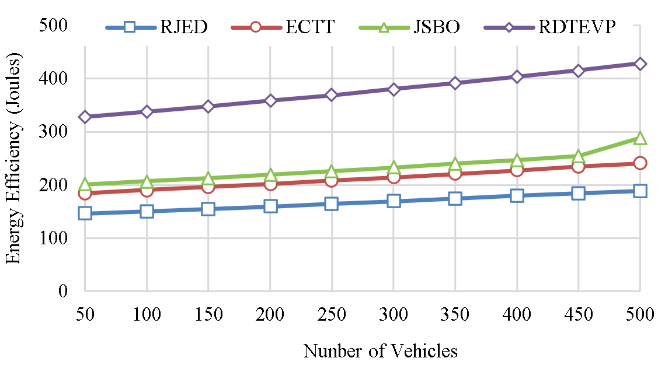 RJED ECTT JSBO RDTEVP
500
400
300
200
100
0
Energy Efficiency (Joules)
50 100 150 200 250 300 350 400 450 500
Nunber of Vehicles